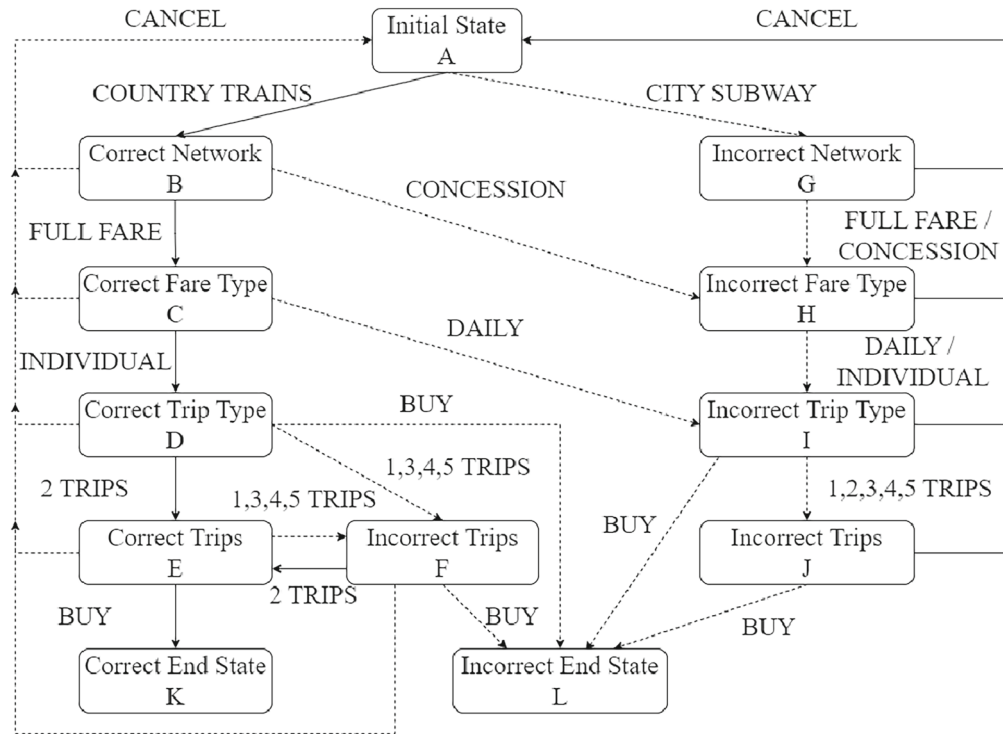 CANCEL
Initial State
A
CANCEL
COUNTRY TRAINS
CITY SUBWAY
Correct Network
B
Incorrect Network
G
CONCESSION
FULL FARE
FULL FARE /
CONCESSION
Correct Fare Type
C
Incorrect Fare Type
H
DAILY
INDIVIDUAL
DAILY /
INDIVIDUAL
Correct Trip Type
D
BUY
Incorrect Trip Type
I
1,3,4,5 TRIPS
2 TRIPS
1,3,4,5 TRIPS
1,2,3,4,5 TRIPS
BUY
Correct Trips
E
Incorrect Trips
F
Incorrect Trips
J
2 TRIPS
BUY
BUY
BUY
Correct End State
K
Incorrect End State
L